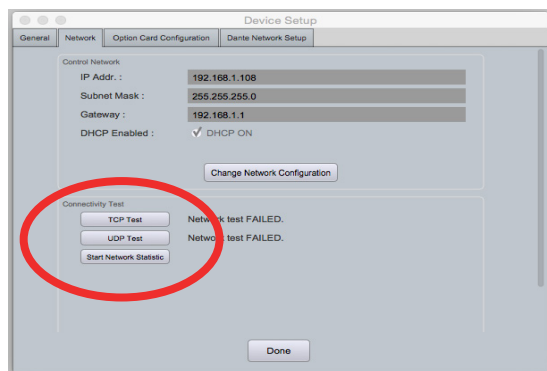 Device Setup
General Network Option Card Configuration Dante Network Setup
Control Network
IP Addr. : 192.168.1.108
Subnet Mask : 255.255.255.0
Gateway : 192.168.1.1
DHCP Enabled : DHCP ON
Change Network Configuration
Connectivity Test
TCP Test Network test FAILED.
UDP Test Network test FAILED.
Start Network Statistic
Done